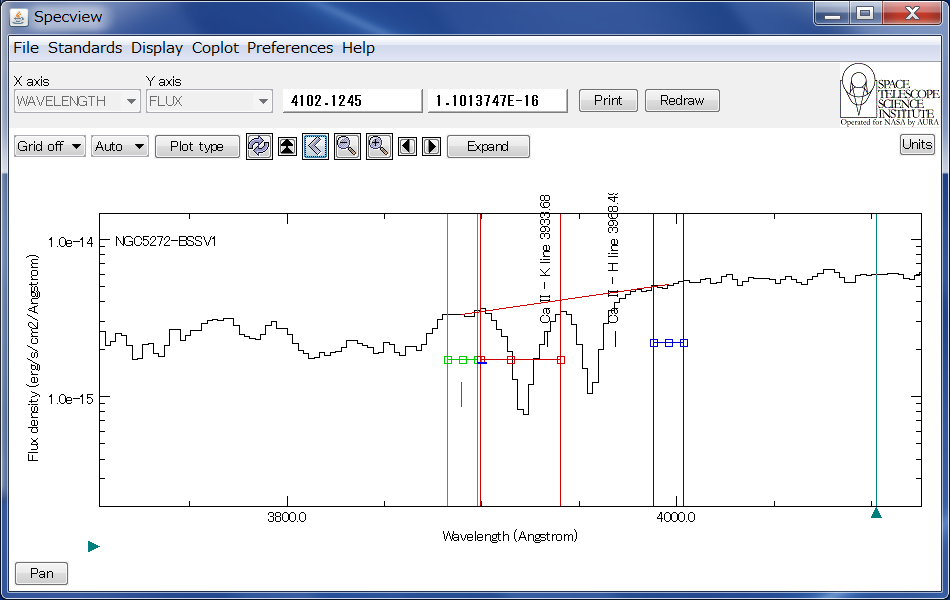 Specview
File Standards Display Coplot Preferences Help
X axis Y axis
WAVELENGTH FLUX 4102.1245 1.1013747E-16 Print Redraw
SPACE
TELESCOPE
SCIENCE
INSTITUTE
Operated for NASA by AURA
Grid off Auto Plot type Expand Units
NGC5272-BSSV1
Ca II - K line 3933.68
Ca II - H line 3968.49
1.0e-14
1.0e-15
Flux density (erg/s/cm2/Angstrom)
3800.0 4000.0
Wavelength (Angstrom)
Pan